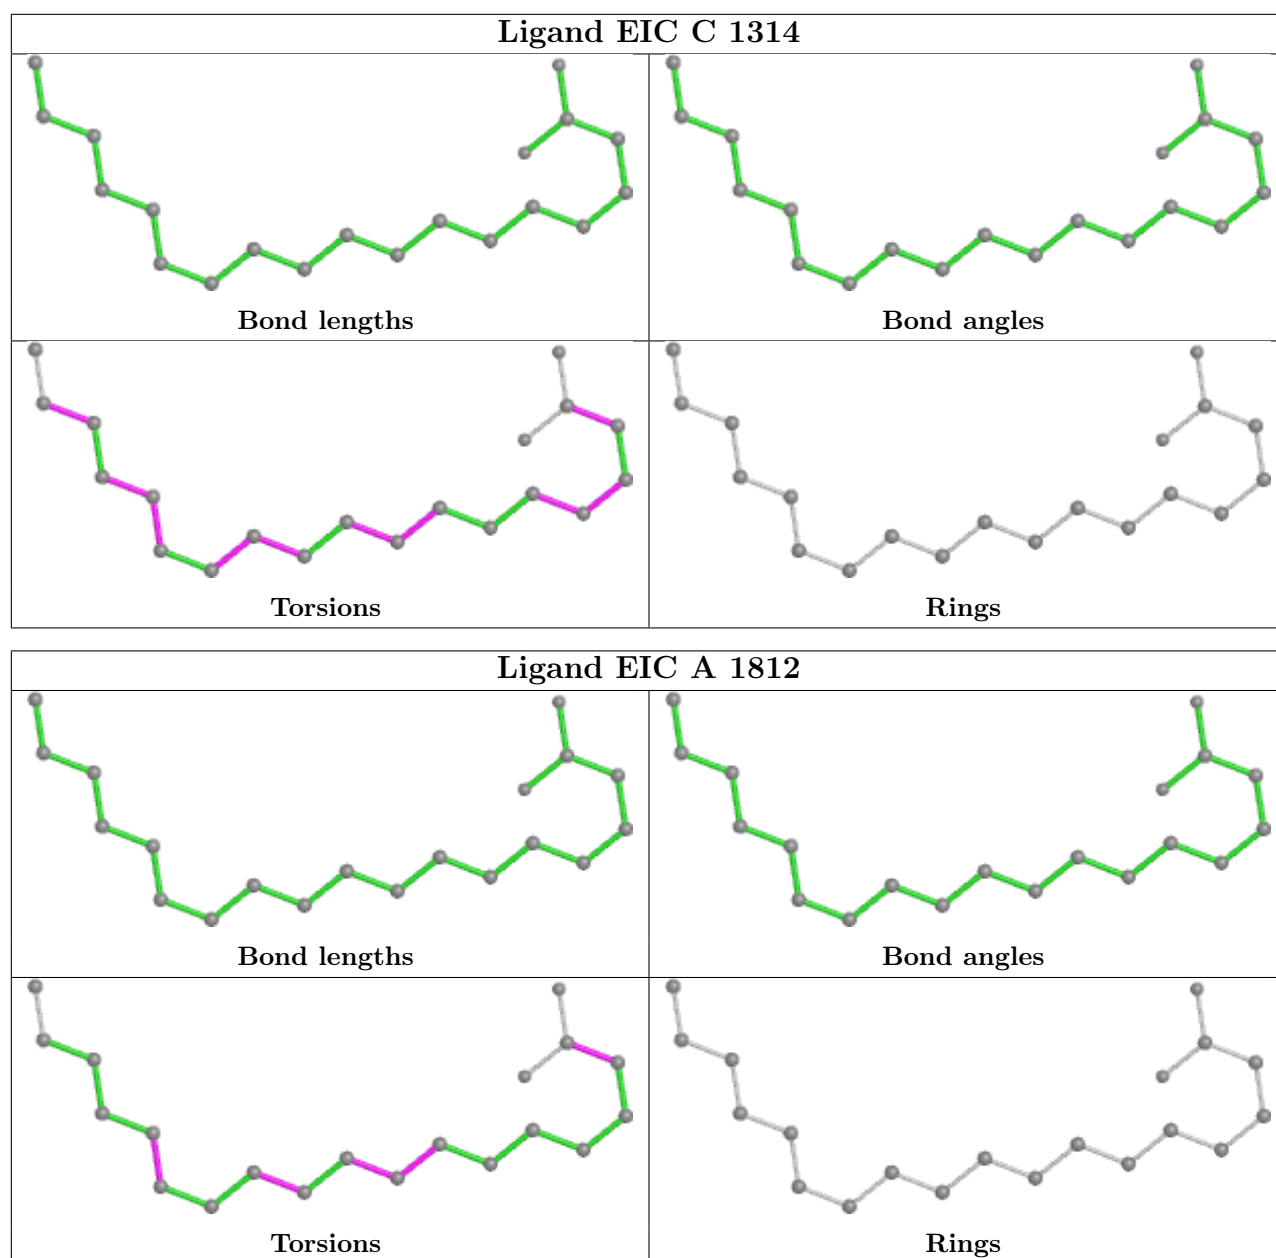 Ligand EIC C 1314
Bond lengths
Bond angles
Torsions
Rings
Ligand EIC A 1812
Bond lengths
Bond angles
Torsions
Rings